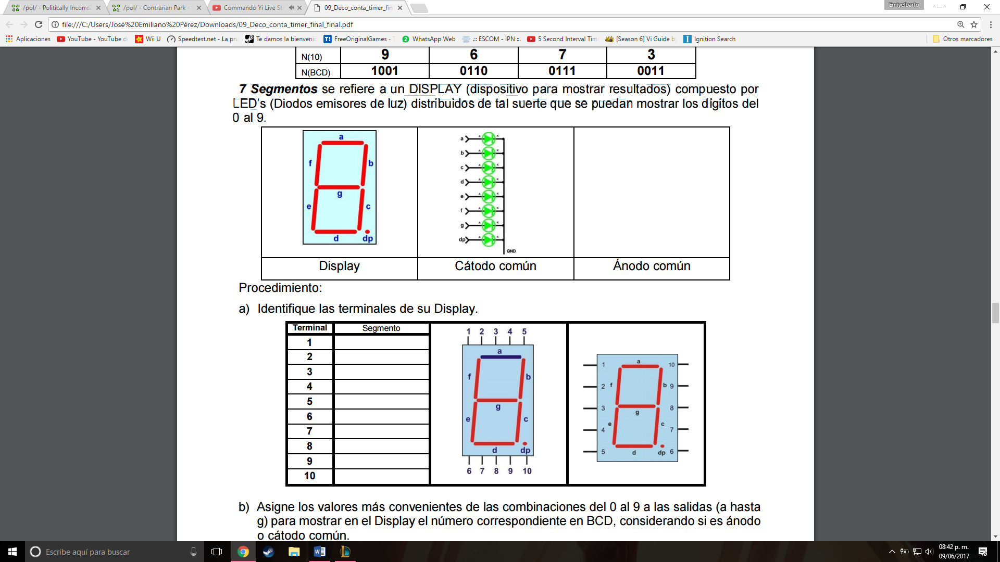 /pol/ - Politically Incorrec
/pol/ - Contrarian Park -
Commando Yi Live St
09_Deco_conta_timer_fin
Emiyelbarto
file:///C:/Users/José%20Emiliano%20Pérez/Downloads/09_Deco_conta_timer_final_final.pdf
Aplicaciones
YouTube - YouTube d
Wii U
Speedtest.net - La pru
Te damos la bienvenic
FreeOriginalGames -
WhatsApp Web
.:: ESCOM - IPN ::.
5 Second Interval Tim
[Season 6] Vi Guide b
Ignition Search
Otros marcadores
N(10) 9 6 7 3
N(BCD) 1001 0110 0111 0011
7 Segmentos se refiere a un DISPLAY (dispositivo para mostrar resultados) compuesto por
LED's (Diodos emisores de luz) distribuidos de tal suerte que se puedan mostrar los dígitos del
0 al 9.
a
f b
g
e c
d dp
a A K
b A K
c A K
d A K
e A K
f A K
g A K
dp A K
GND
Display Cátodo común Ánodo común
Procedimiento:
a) Identifique las terminales de su Display.
Terminal Segmento
1
2
3
4
5
6
7
8
9
10
1 2 3 4 5
a
f b
g
e c
d dp
6 7 8 9 10
1 a 10
2 f b 9
3 g 8
4 e c 7
5 d dp 6
b) Asigne los valores más convenientes de las combinaciones del 0 al 9 a las salidas (a hasta
g) para mostrar en el Display el número correspondiente en BCD, considerando si es ánodo
o cátodo común.
Escribe aquí para buscar
08:42 p. m.
09/06/2017